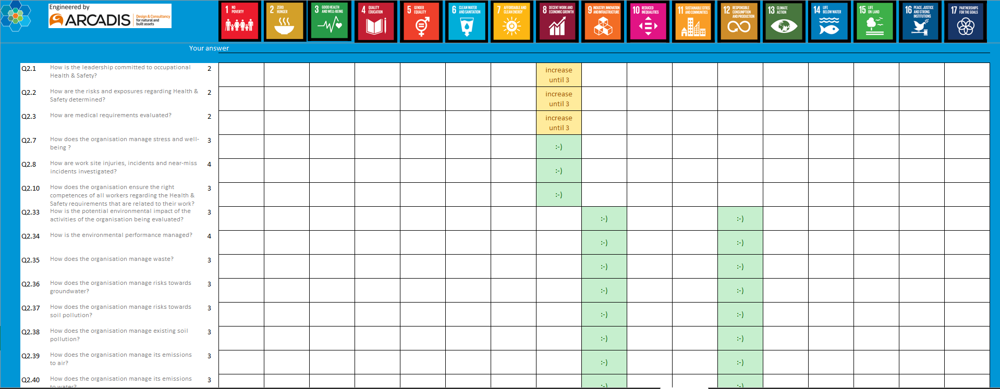 Engineered by
ARCADIS
Design & Consultancy
for natural and
built assets
1 NO POVERTY
2 ZERO HUNGER
3 GOOD HEALTH AND WELL-BEING
4 QUALITY EDUCATION
5 GENDER EQUALITY
6 CLEAN WATER AND SANITATION
7 AFFORDABLE AND CLEAN ENERGY
8 DECENT WORK AND ECONOMIC GROWTH
9 INDUSTRY, INNOVATION AND INFRASTRUCTURE
10 REDUCED INEQUALITIES
11 SUSTAINABLE CITIES AND COMMUNITIES
12 RESPONSIBLE CONSUMPTION AND PRODUCTION
13 CLIMATE ACTION
14 LIFE BELOW WATER
15 LIFE ON LAND
16 PEACE, JUSTICE AND STRONG INSTITUTIONS
17 PARTNERSHIPS FOR THE GOALS
Your answer
Q2.1 How is the leadership committed to occupational 2 increase
Health & Safety? until 3
Q2.2 How are the risks and exposures regarding Health & 2 increase
Safety determined? until 3
Q2.3 How are medical requirements evaluated? 2 increase
until 3
Q2.7 How does the organisation manage stress and well- 3 :-)
being ?
Q2.8 How are work site injuries, incidents and near-miss 4 :-)
incidents investigated?
Q2.10 How does the organisation ensure the right 3 :-)
competences of all workers regarding the Health &
Safety requirements that are related to their work?
Q2.33 How is the potential environmental impact of the 3 :-) :-)
activities of the organisation being evaluated?
Q2.34 How is the environmental performance managed? 4 :-) :-)
Q2.35 How does the organisation manage waste? 3 :-) :-)
Q2.36 How does the organisation manage risks towards 3 :-) :-)
groundwater?
Q2.37 How does the organisation manage risks towards 3 :-) :-)
soil pollution?
Q2.38 How does the organisation manage existing soil 3 :-) :-)
pollution?
Q2.39 How does the organisation manage its emissions 3 :-) :-)
to air?
Q2.40 How does the organisation manage its emissions 3 :-) :-)
to water?